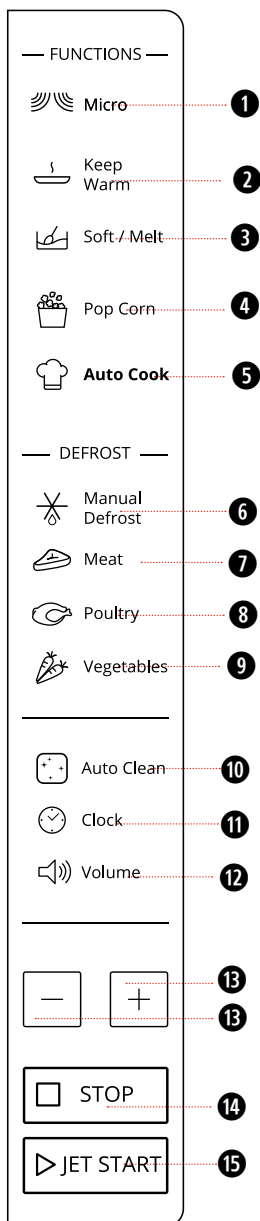 FUNCTIONS
Micro 1
Keep
Warm 2
Soft / Melt 3
Pop Corn 4
Auto Cook 5
DEFROST
Manual
Defrost 6
Meat 7
Poultry 8
Vegetables 9
Auto Clean 10
Clock 11
Volume 12
− + 13
13
STOP 14
JET START 15